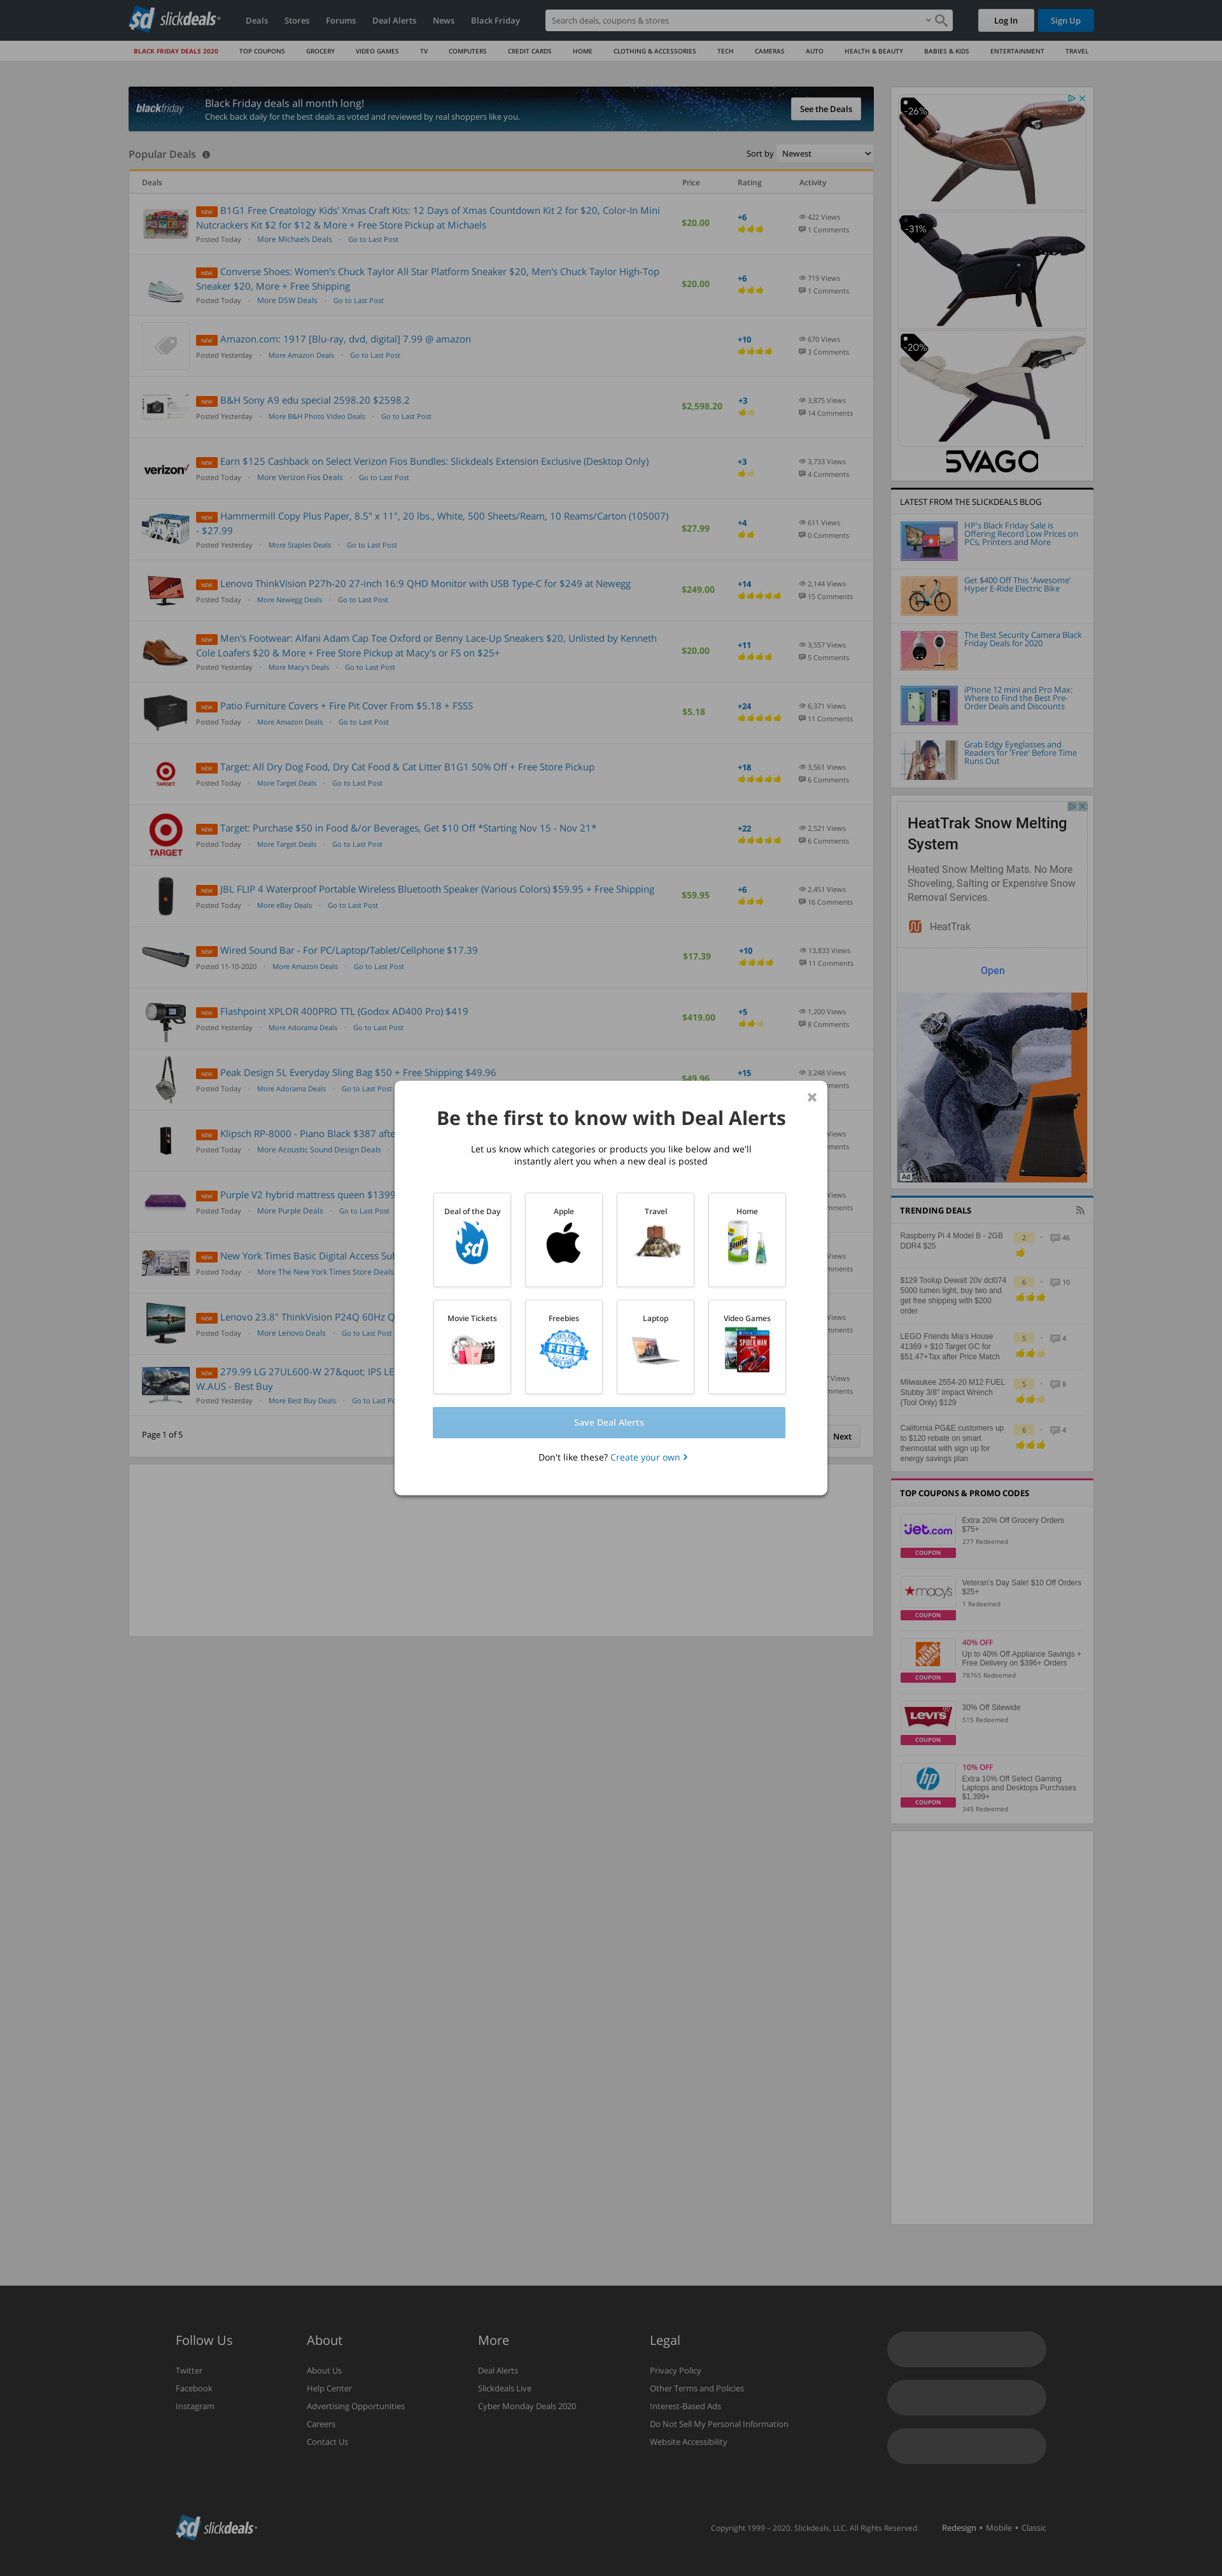 sd slickdeals
Deals
Stores
Forums
Deal Alerts
News
Black Friday
Search deals, coupons & stores
Log In
Sign Up
BLACK FRIDAY DEALS 2020
TOP COUPONS
GROCERY
VIDEO GAMES
TV
COMPUTERS
CREDIT CARDS
HOME
CLOTHING & ACCESSORIES
TECH
CAMERAS
AUTO
HEALTH & BEAUTY
BABIES & KIDS
ENTERTAINMENT
TRAVEL
blackfriday
Black Friday deals all month long!
Check back daily for the best deals as voted and reviewed by real shoppers like you.
See the Deals
Popular Deals
Sort by Newest
Deals Price Rating Activity
NEW B1G1 Free Creatology Kids' Xmas Craft Kits: 12 Days of Xmas Countdown Kit 2 for $20, Color-In Mini
Nutcrackers Kit $2 for $12 & More + Free Store Pickup at Michaels
Posted Today · More Michaels Deals · Go to Last Post
$20.00
+6
422 Views
1 Comments
NEW Converse Shoes: Women's Chuck Taylor All Star Platform Sneaker $20, Men's Chuck Taylor High-Top
Sneaker $20, More + Free Shipping
Posted Today · More DSW Deals · Go to Last Post
$20.00
+6
719 Views
1 Comments
NEW Amazon.com: 1917 [Blu-ray, dvd, digital] 7.99 @ amazon
Posted Yesterday · More Amazon Deals · Go to Last Post
+10
670 Views
3 Comments
NEW B&H Sony A9 edu special 2598.20 $2598.2
Posted Yesterday · More B&H Photo Video Deals · Go to Last Post
$2,598.20
+3
3,875 Views
14 Comments
verizon
NEW Earn $125 Cashback on Select Verizon Fios Bundles: Slickdeals Extension Exclusive (Desktop Only)
Posted Today · More Verizon Fios Deals · Go to Last Post
+3
3,733 Views
4 Comments
NEW Hammermill Copy Plus Paper, 8.5" x 11", 20 lbs., White, 500 Sheets/Ream, 10 Reams/Carton (105007)
- $27.99
Posted Yesterday · More Staples Deals · Go to Last Post
$27.99
+4
611 Views
0 Comments
NEW Lenovo ThinkVision P27h-20 27-inch 16:9 QHD Monitor with USB Type-C for $249 at Newegg
Posted Today · More Newegg Deals · Go to Last Post
$249.00
+14
2,144 Views
15 Comments
NEW Men's Footwear: Alfani Adam Cap Toe Oxford or Benny Lace-Up Sneakers $20, Unlisted by Kenneth
Cole Loafers $20 & More + Free Store Pickup at Macy's or FS on $25+
Posted Yesterday · More Macy's Deals · Go to Last Post
$20.00
+11
3,557 Views
5 Comments
NEW Patio Furniture Covers + Fire Pit Cover From $5.18 + FSSS
Posted Today · More Amazon Deals · Go to Last Post
$5.18
+24
6,371 Views
11 Comments
TARGET
NEW Target: All Dry Dog Food, Dry Cat Food & Cat Litter B1G1 50% Off + Free Store Pickup
Posted Today · More Target Deals · Go to Last Post
+18
3,561 Views
6 Comments
TARGET
NEW Target: Purchase $50 in Food &/or Beverages, Get $10 Off *Starting Nov 15 - Nov 21*
Posted Today · More Target Deals · Go to Last Post
+22
2,521 Views
6 Comments
NEW JBL FLIP 4 Waterproof Portable Wireless Bluetooth Speaker (Various Colors) $59.95 + Free Shipping
Posted Today · More eBay Deals · Go to Last Post
$59.95
+6
2,451 Views
16 Comments
NEW Wired Sound Bar - For PC/Laptop/Tablet/Cellphone $17.39
Posted 11-10-2020 · More Amazon Deals · Go to Last Post
$17.39
+10
13,833 Views
11 Comments
NEW Flashpoint XPLOR 400PRO TTL (Godox AD400 Pro) $419
Posted Yesterday · More Adorama Deals · Go to Last Post
$419.00
+5
1,200 Views
8 Comments
NEW Peak Design 5L Everyday Sling Bag $50 + Free Shipping $49.96
Posted Today · More Adorama Deals · Go to Last Post
$49.96
+15
3,248 Views
NEW Klipsch RP-8000 - Piano Black $387 afte
Posted Today · More Acoustic Sound Design Deals ·
Views
NEW Purple V2 hybrid mattress queen $1399
Posted Today · More Purple Deals · Go to Last Post
Views
NEW New York Times Basic Digital Access Sub
Posted Today · More The New York Times Store Deals
Views
NEW Lenovo 23.8" ThinkVision P24Q 60Hz Q
Posted Today · More Lenovo Deals · Go to Last Post
Views
NEW 279.99 LG 27UL600-W 27&quot; IPS LE
W.AUS - Best Buy
Posted Yesterday · More Best Buy Deals · Go to Last Po
Views
Page 1 of 5
Next
Be the first to know with Deal Alerts
Let us know which categories or products you like below and we'll
instantly alert you when a new deal is posted
Deal of the Day
Apple
Travel
Home
sd
Bounty
Movie Tickets
Freebies
Laptop
Video Games
FREE
SPIDER-MAN
Save Deal Alerts
Don't like these? Create your own
-26%
-31%
-20%
SVAGO
LATEST FROM THE SLICKDEALS BLOG
HP's Black Friday Sale is
Offering Record Low Prices on
PCs, Printers and More
Get $400 Off This 'Awesome'
Hyper E-Ride Electric Bike
The Best Security Camera Black
Friday Deals for 2020
iPhone 12 mini and Pro Max:
Where to Find the Best Pre-
Order Deals and Discounts
Grab Edgy Eyeglasses and
Readers for 'Free' Before Time
Runs Out
HeatTrak Snow Melting
System
Heated Snow Melting Mats. No More
Shoveling, Salting or Expensive Snow
Removal Services.
HeatTrak
Open
Ad
TRENDING DEALS
Raspberry Pi 4 Model B - 2GB
DDR4 $25
2 · 46
$129 Toolup Dewalt 20v dcl074
5000 lumen light, buy two and
get free shipping with $200
order
6 · 10
LEGO Friends Mia's House
41369 + $10 Target GC for
$51.47+Tax after Price Match
5 · 4
Milwaukee 2554-20 M12 FUEL
Stubby 3/8" Impact Wrench
(Tool Only) $129
5 · 8
California PG&E customers up
to $120 rebate on smart
thermostat with sign up for
energy savings plan
6 · 4
TOP COUPONS & PROMO CODES
jet.com
COUPON
Extra 20% Off Grocery Orders
$75+
277 Redeemed
macy's
COUPON
Veteran's Day Sale! $10 Off Orders
$25+
1 Redeemed
COUPON
40% OFF
Up to 40% Off Appliance Savings +
Free Delivery on $396+ Orders
78765 Redeemed
LEVI'S
COUPON
30% Off Sitewide
515 Redeemed
hp
COUPON
10% OFF
Extra 10% Off Select Gaming
Laptops and Desktops Purchases
$1,399+
349 Redeemed
Follow Us
Twitter
Facebook
Instagram
About
About Us
Help Center
Advertising Opportunities
Careers
Contact Us
More
Deal Alerts
Slickdeals Live
Cyber Monday Deals 2020
Legal
Privacy Policy
Other Terms and Policies
Interest-Based Ads
Do Not Sell My Personal Information
Website Accessibility
sd slickdeals
Copyright 1999 – 2020. Slickdeals, LLC. All Rights Reserved.
Redesign • Mobile • Classic